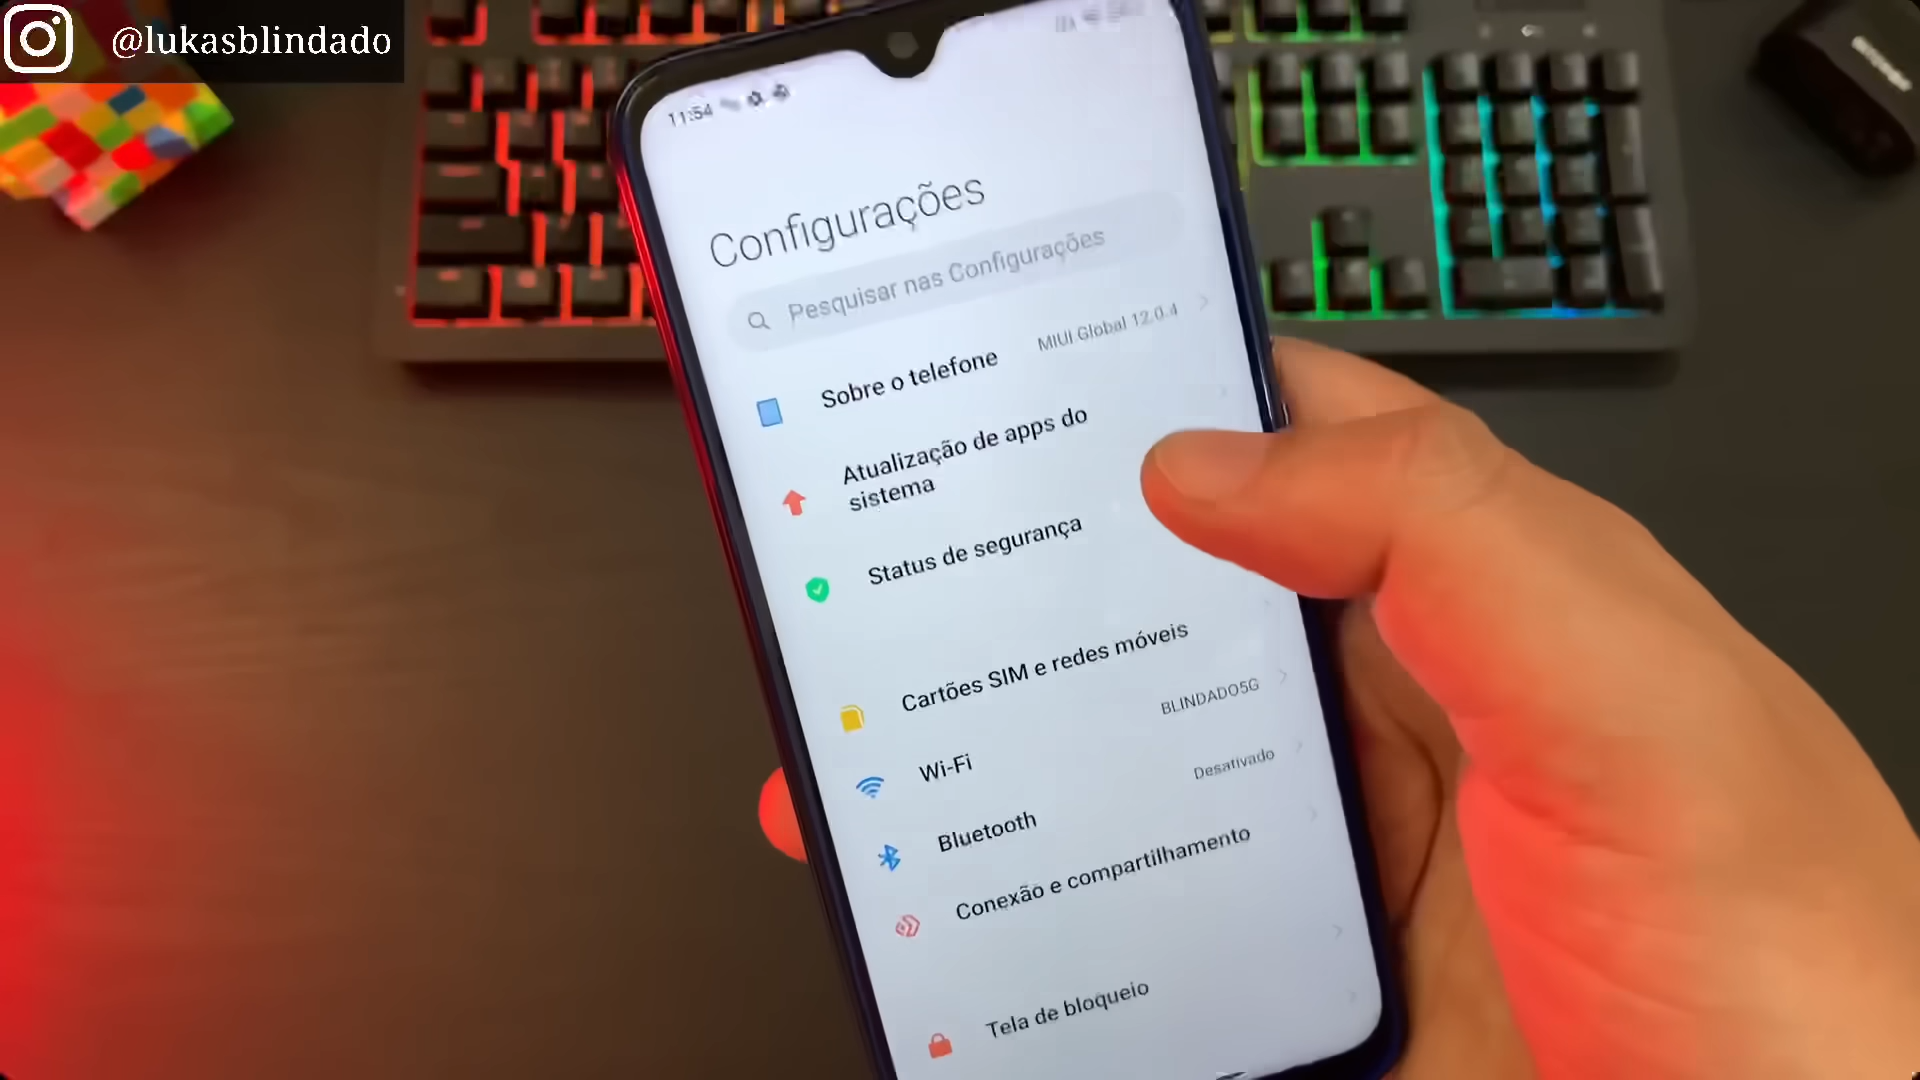 @lukasblindado
11:54
Configurações
Pesquisar nas Configurações
Sobre o telefone
MIUI Global 12.0.4
Atualização de apps do
sistema
Status de segurança
Cartões SIM e redes móveis
Wi-Fi
BLINDADO5G
Bluetooth
Desativado
Conexão e compartilhamento
Tela de bloqueio